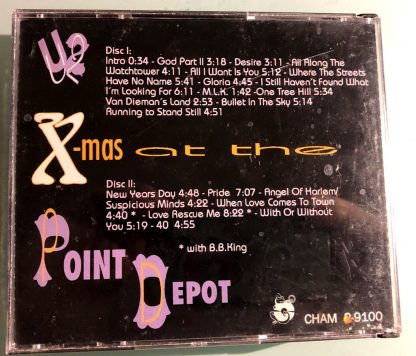 U2
Disc I:
Intro 0:34 - God Part II 3:18 - Desire 3:11 - All Along The
Watchtower 4:11 - All I Want Is You 5:12 - Where The Streets
Have No Name 5:41 - Gloria 4:45 - I Still Haven't Found What
I'm Looking For 6:11 - M.L.K. 1:42 -One Tree Hill 5:34
Van Dieman's Land 2:53 - Bullet In The Sky 5:14
Running to Stand Still 4:51
X-mas at the
Disc II:
New Years Day 4:48 - Pride 7:07 - Angel Of Harlem/
Suspicious Minds 4:22 - When Love Comes To Town
4:40 * - Love Rescue Me 8:22 * - With Or Without
You 5:19 - 40 4:55
* with B.B.King
POINT DEPOT
CHAM 2-9100